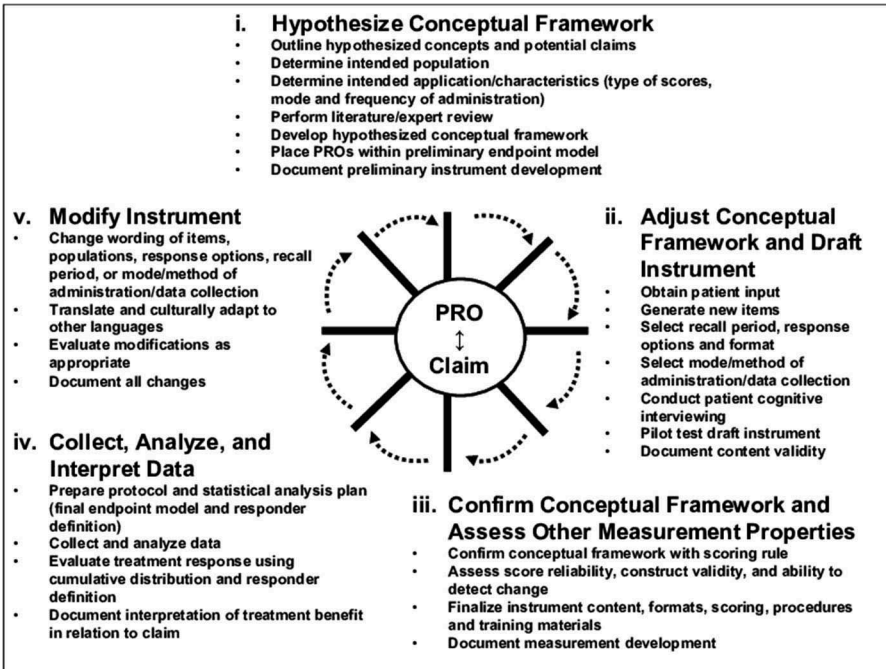 i. Hypothesize Conceptual Framework
• Outline hypothesized concepts and potential claims
• Determine intended population
• Determine intended application/characteristics (type of scores,
mode and frequency of administration)
• Perform literature/expert review
• Develop hypothesized conceptual framework
• Place PROs within preliminary endpoint model
• Document preliminary instrument development
ii. Adjust Conceptual
Framework and Draft
Instrument
• Obtain patient input
• Generate new items
• Select recall period, response
options and format
• Select mode/method of
administration/data collection
• Conduct patient cognitive
interviewing
• Pilot test draft instrument
• Document content validity
iii. Confirm Conceptual Framework and
Assess Other Measurement Properties
• Confirm conceptual framework with scoring rule
• Assess score reliability, construct validity, and ability to
detect change
• Finalize instrument content, formats, scoring, procedures
and training materials
• Document measurement development
iv. Collect, Analyze, and
Interpret Data
• Prepare protocol and statistical analysis plan
(final endpoint model and responder
definition)
• Collect and analyze data
• Evaluate treatment response using
cumulative distribution and responder
definition
• Document interpretation of treatment benefit
in relation to claim
v. Modify Instrument
• Change wording of items,
populations, response options, recall
period, or mode/method of
administration/data collection
• Translate and culturally adapt to
other languages
• Evaluate modifications as
appropriate
• Document all changes
PRO
↕
Claim